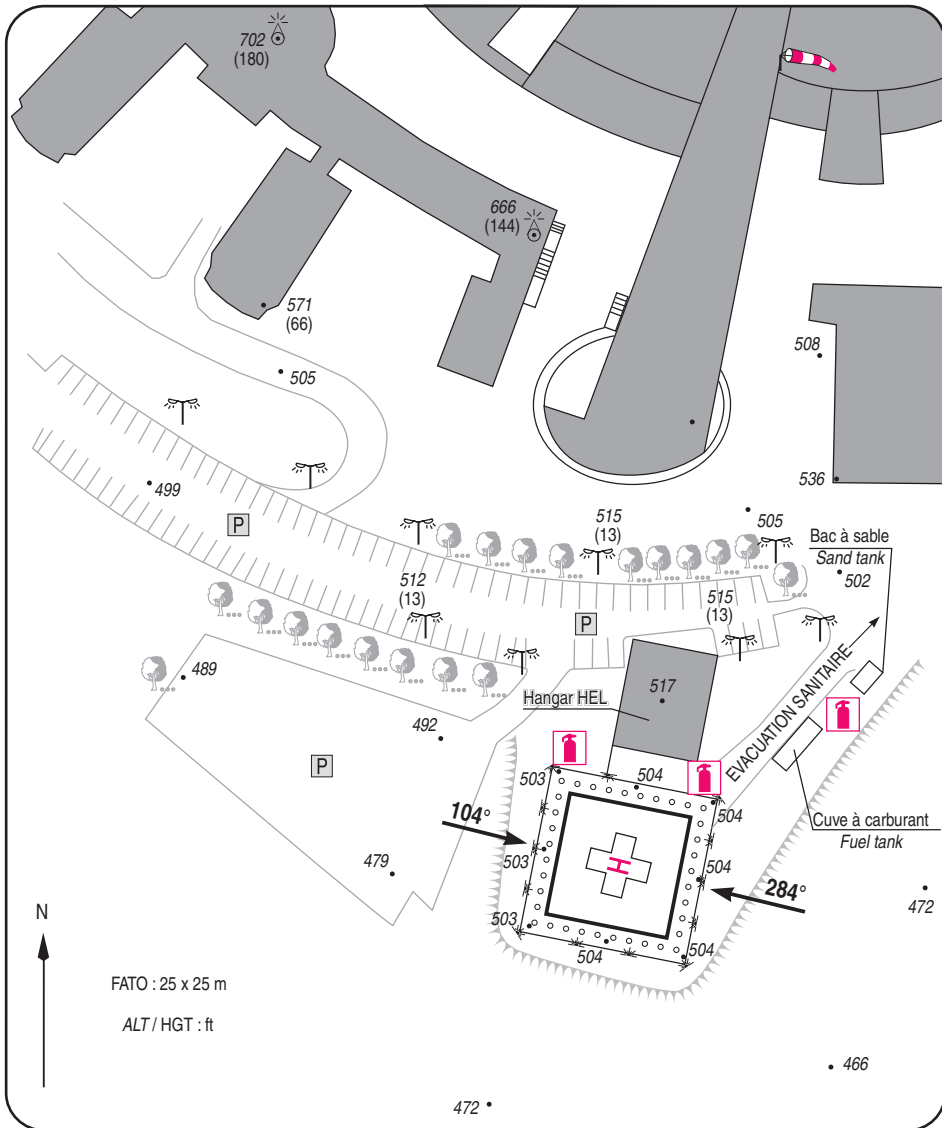 702
(180)
666
(144)
571
(66)
508
505
536
499
P
515
(13)
505
Bac à sable
Sand tank
502
512
(13)
515
(13)
P
489
EVACUATION SANITAIRE
517
Hangar HEL
492
P
503
504
504
104°
Cuve à carburant
Fuel tank
503
H
504
284°
479
472
503
504
504
N
FATO : 25 x 25 m
ALT / HGT : ft
466
472